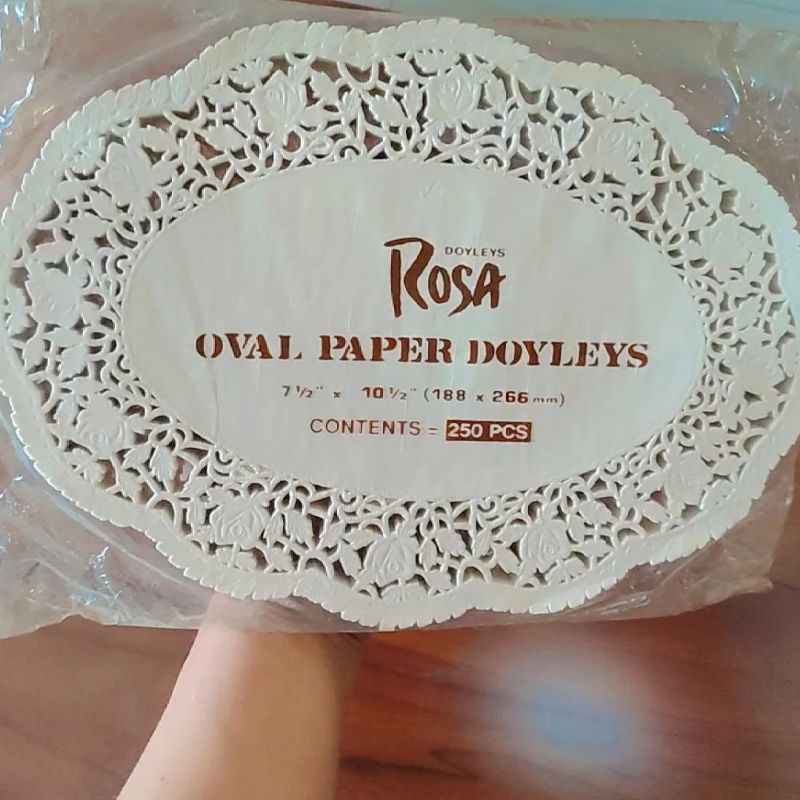 DOYLEYS
ROSA
OVAL PAPER DOYLEYS
7 ½" x 10 ½" (188 x 266 mm)
CONTENTS = 250 PCS